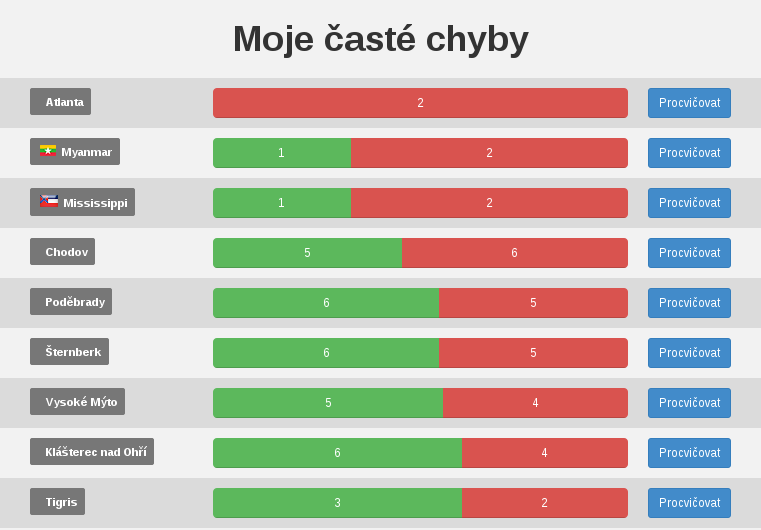 Moje časté chyby
Atlanta 2 Procvičovat
Myanmar 1 2 Procvičovat
Mississippi 1 2 Procvičovat
Chodov 5 6 Procvičovat
Poděbrady 6 5 Procvičovat
Šternberk 6 5 Procvičovat
Vysoké Mýto 5 4 Procvičovat
Klášterec nad Ohří 6 4 Procvičovat
Tigris 3 2 Procvičovat